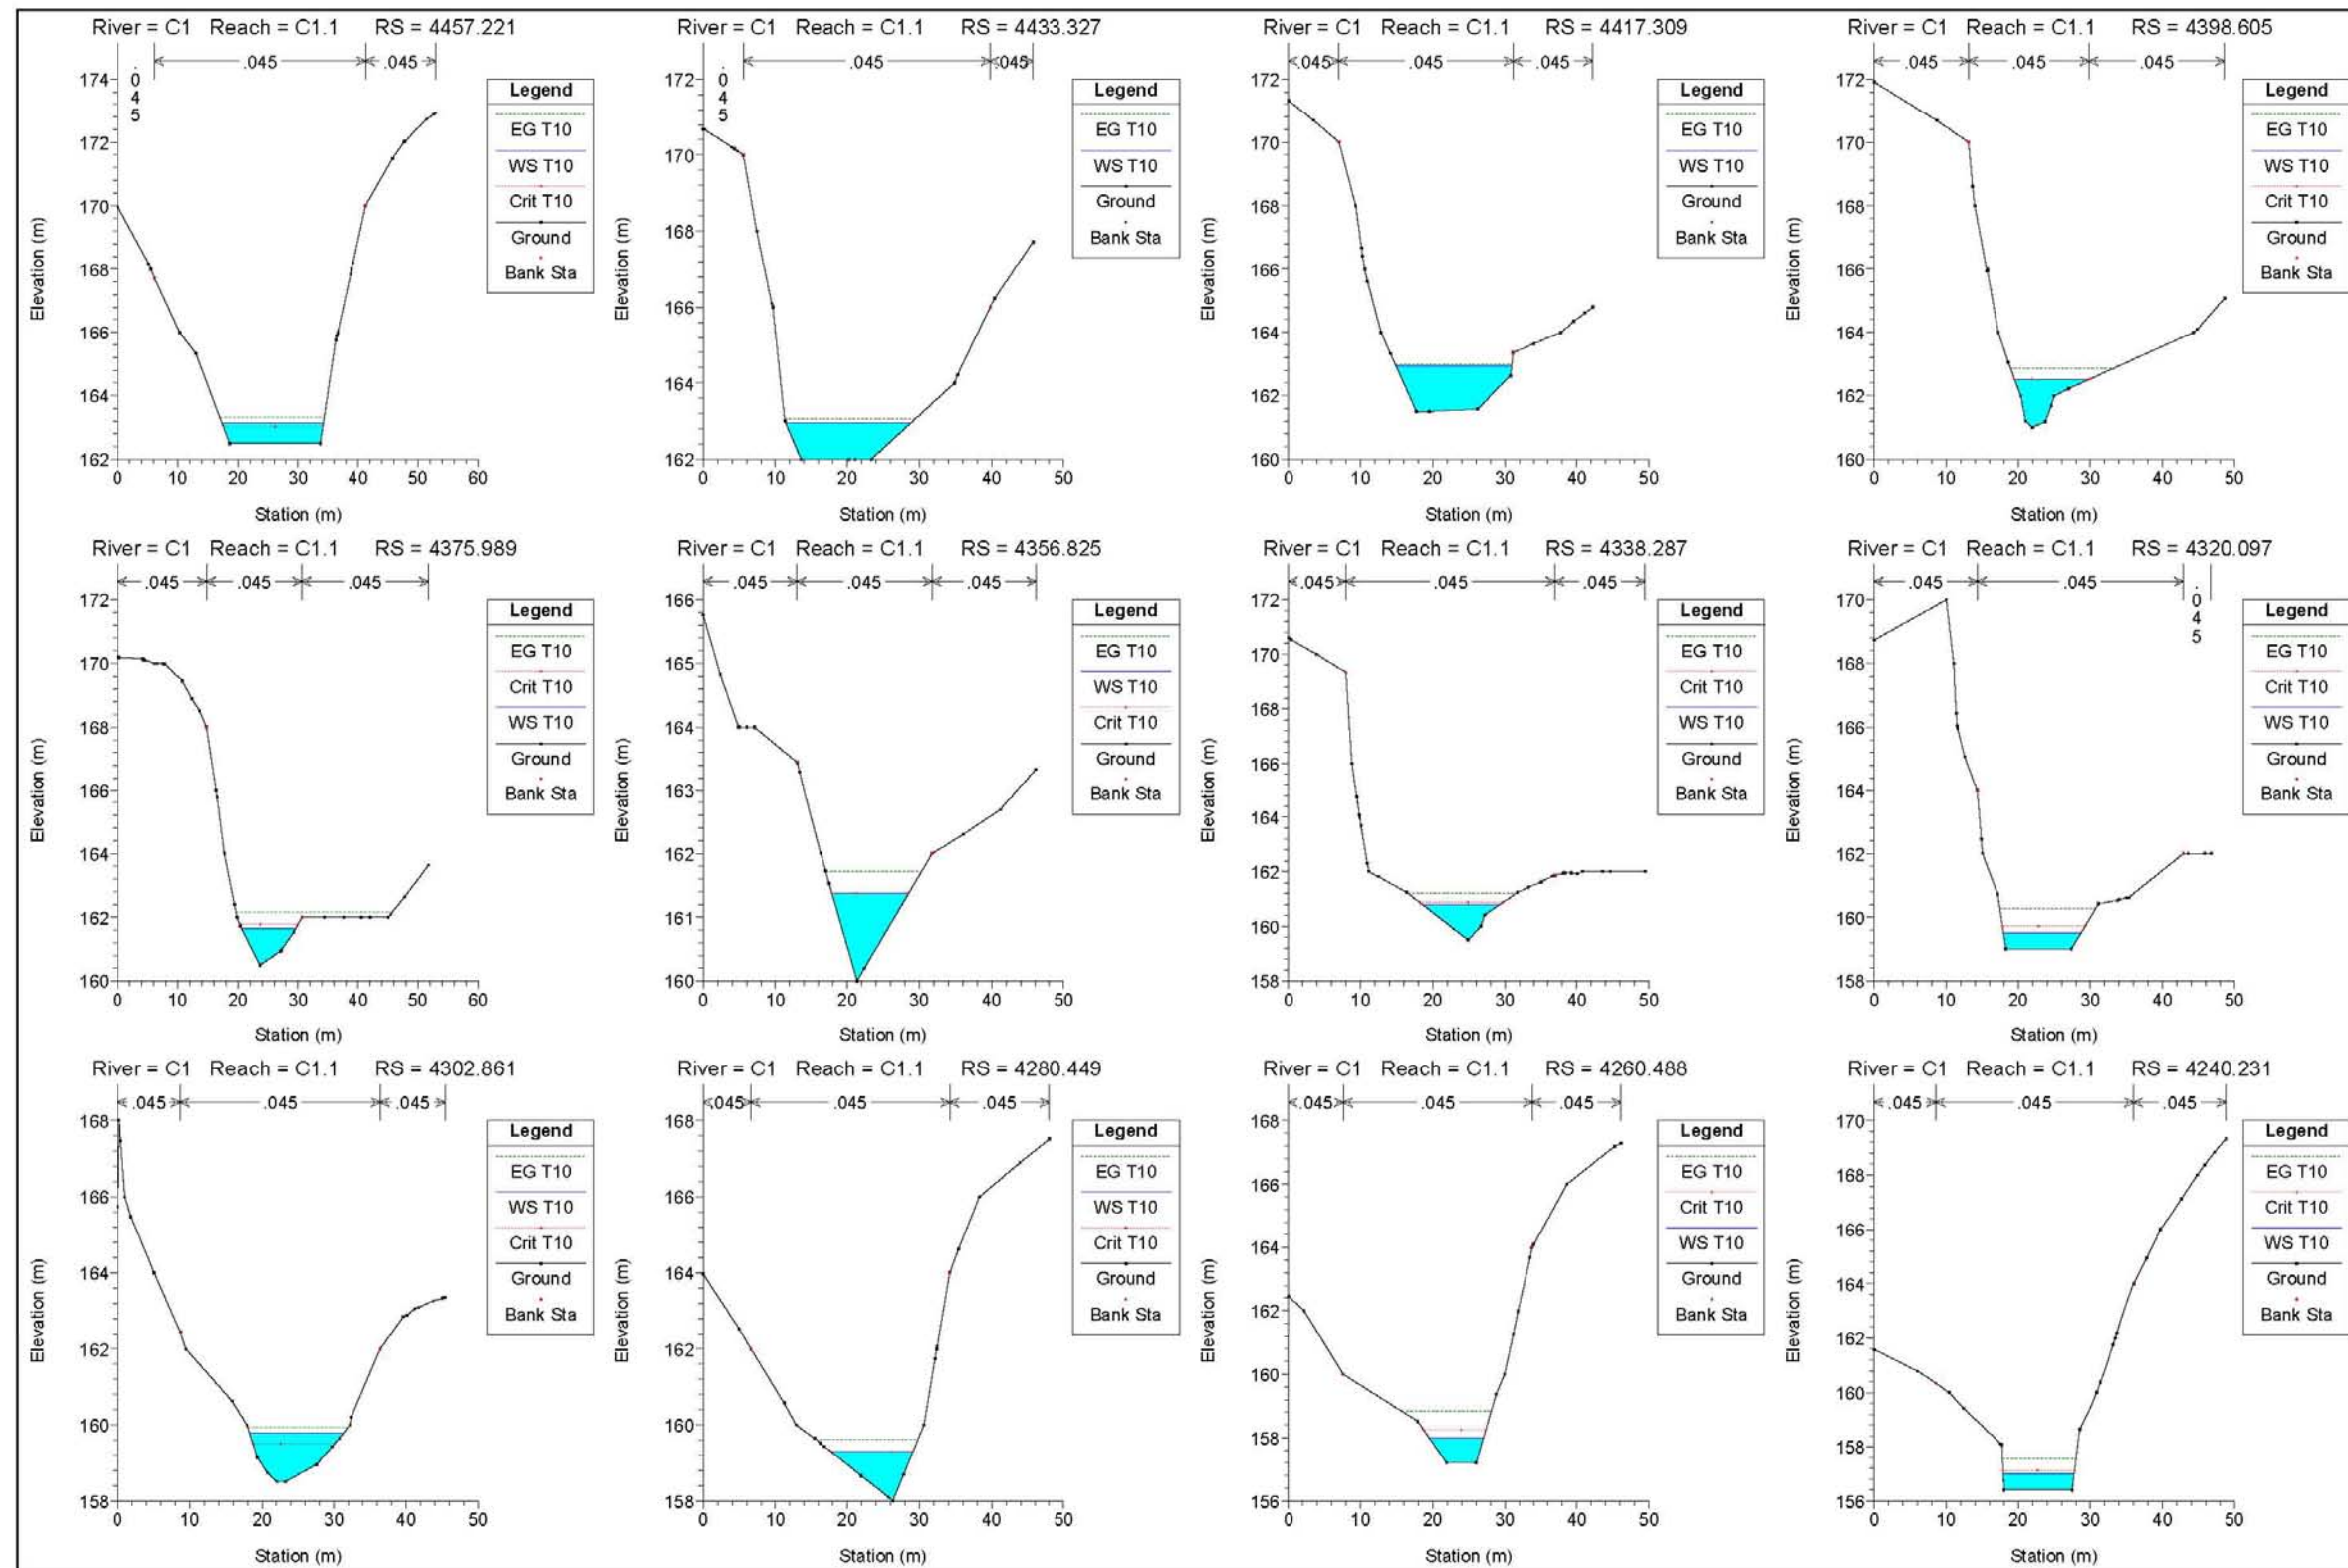 River = C1 Reach = C1.1 RS = 4457.221
.045 .045 .045
174
172
170
168
166
164
162
0 10 20 30 40 50 60
Elevation (m)
Station (m)
Legend
EG T10
WS T10
Crit T10
Ground
Bank Sta
River = C1 Reach = C1.1 RS = 4433.327
.045 .045 .045
172
170
168
166
164
162
0 10 20 30 40 50
Elevation (m)
Station (m)
Legend
EG T10
WS T10
Ground
Bank Sta
River = C1 Reach = C1.1 RS = 4417.309
.045 .045 .045
172
170
168
166
164
162
160
0 10 20 30 40 50
Elevation (m)
Station (m)
Legend
EG T10
WS T10
Ground
Bank Sta
River = C1 Reach = C1.1 RS = 4398.605
.045 .045 .045
172
170
168
166
164
162
160
0 10 20 30 40 50
Elevation (m)
Station (m)
Legend
EG T10
WS T10
Crit T10
Ground
Bank Sta
River = C1 Reach = C1.1 RS = 4375.989
.045 .045 .045
172
170
168
166
164
162
160
0 10 20 30 40 50 60
Elevation (m)
Station (m)
Legend
EG T10
Crit T10
WS T10
Ground
Bank Sta
River = C1 Reach = C1.1 RS = 4356.825
.045 .045 .045
166
165
164
163
162
161
160
0 10 20 30 40 50
Elevation (m)
Station (m)
Legend
EG T10
WS T10
Crit T10
Ground
Bank Sta
River = C1 Reach = C1.1 RS = 4338.287
.045 .045 .045
172
170
168
166
164
162
160
158
0 10 20 30 40 50
Elevation (m)
Station (m)
Legend
EG T10
Crit T10
WS T10
Ground
Bank Sta
River = C1 Reach = C1.1 RS = 4320.097
.045 .045 .045
170
168
166
164
162
160
158
0 10 20 30 40 50
Elevation (m)
Station (m)
Legend
EG T10
Crit T10
WS T10
Ground
Bank Sta
River = C1 Reach = C1.1 RS = 4302.861
.045 .045 .045
168
166
164
162
160
158
0 10 20 30 40 50
Elevation (m)
Station (m)
Legend
EG T10
WS T10
Crit T10
Ground
Bank Sta
River = C1 Reach = C1.1 RS = 4280.449
.045 .045 .045
168
166
164
162
160
158
0 10 20 30 40 50
Elevation (m)
Station (m)
Legend
EG T10
WS T10
Crit T10
Ground
Bank Sta
River = C1 Reach = C1.1 RS = 4260.488
.045 .045 .045
168
166
164
162
160
158
156
0 10 20 30 40 50
Elevation (m)
Station (m)
Legend
EG T10
Crit T10
WS T10
Ground
Bank Sta
River = C1 Reach = C1.1 RS = 4240.231
.045 .045 .045
170
168
166
164
162
160
158
156
0 10 20 30 40 50
Elevation (m)
Station (m)
Legend
EG T10
Crit T10
WS T10
Ground
Bank Sta